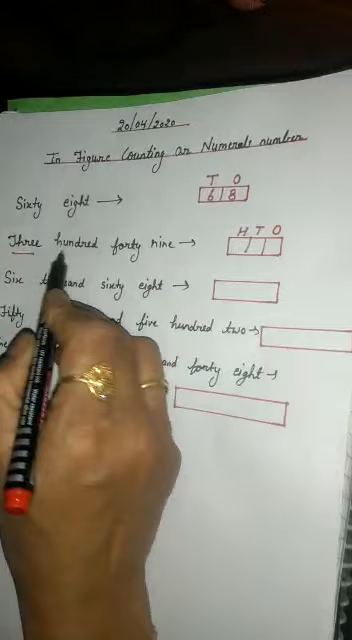 20/04/2020
In Figure Counting or Numerals number
T O
Sixty eight → 6 8
H T O
Three hundred forty nine →
Six sand sixty eight →
Fifty d five hundred two →
and forty eight →